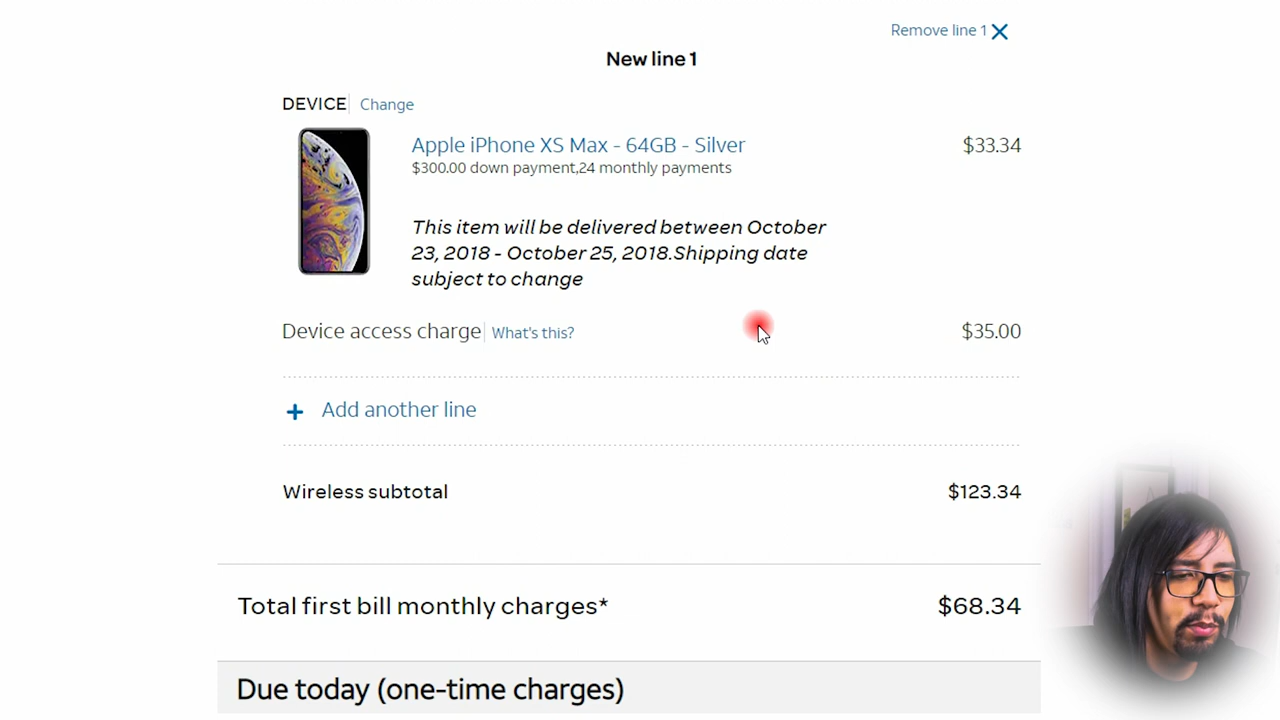 Remove line 1
New line 1
DEVICE Change
Apple iPhone XS Max - 64GB - Silver $33.34
$300.00 down payment,24 monthly payments
This item will be delivered between October
23, 2018 - October 25, 2018.Shipping date
subject to change
Device access charge What's this? $35.00
+ Add another line
Wireless subtotal $123.34
Total first bill monthly charges* $68.34
Due today (one-time charges)